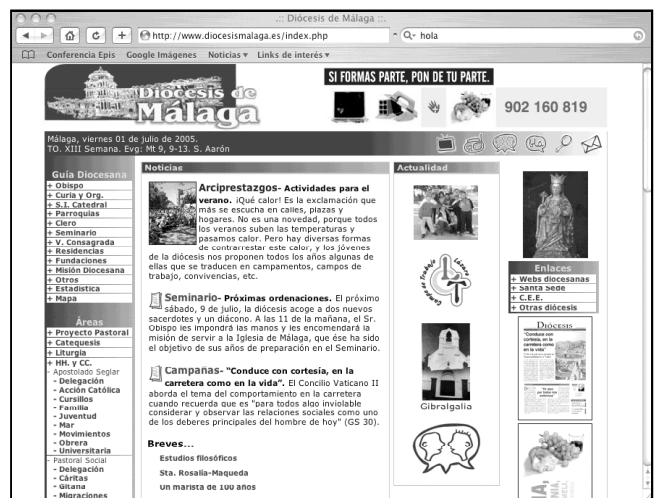 .:: Diócesis de Málaga ::.
http://www.diocesismalaga.es/index.php
hola
Conferencia Epis Google Imágenes Noticias Links de interés
Diócesis de
Málaga
SI FORMAS PARTE, PON DE TU PARTE.
902 160 819
Málaga, viernes 01 de julio de 2005.
TO. XIII Semana. Evg: Mt 9, 9-13. S. Aarón
Guía Diocesana
+ Obispo
+ Curia y Org.
+ S.I. Catedral
+ Parroquias
+ Clero
+ Seminario
+ V. Consagrada
+ Residencias
+ Fundaciones
+ Misión Diocesana
+ Otros
+ Estadística
+ Mapa
Áreas
+ Proyecto Pastoral
+ Catequesis
+ Liturgia
+ HH. y CC.
- Apostolado Seglar
- Delegación
- Acción Católica
- Cursillos
- Familia
- Juventud
- Mar
- Movimientos
- Obrera
- Universitaria
- Pastoral Social
- Delegación
- Cáritas
- Gitana
- Migraciones
Noticias
Arciprestazgos- Actividades para el
verano. ¡Qué calor! Es la exclamación que
más se escucha en calles, plazas y
hogares. No es una novedad, porque todos
los veranos suben las temperaturas y
pasamos calor. Pero hay diversas formas
de contrarrestar este calor, y los jóvenes
de la diócesis nos proponen todos los años algunas de
ellas que se traducen en campamentos, campos de
trabajo, convivencias, etc.
Seminario- Próximas ordenaciones. El próximo
sábado, 9 de julio, la diócesis acoge a dos nuevos
sacerdotes y un diácono. A las 11 de la mañana, el Sr.
Obispo les impondrá las manos y les encomendará la
misión de servir a la Iglesia de Málaga, que ése ha sido
el objetivo de sus años de preparación en el Seminario.
Campañas- "Conduce con cortesía, en la
carretera como en la vida". El Concilio Vaticano II
aborda el tema del comportamiento en la carretera
cuando recuerda que es "para todos algo inviolable
considerar y observar las relaciones sociales como uno
de los deberes principales del hombre de hoy" (GS 30).
Breves...
Estudios filosóficos
Sta. Rosalía-Maqueda
Un marista de 100 años
Actualidad
Campo de Trabajo
Gibralgalia
Enlaces
+ Webs diocesanas
+ Santa Sede
+ C.E.E.
+ Otras diócesis
DIÓCESIS
"Conduce con
cortesía, en la
carretera como
en la vida"